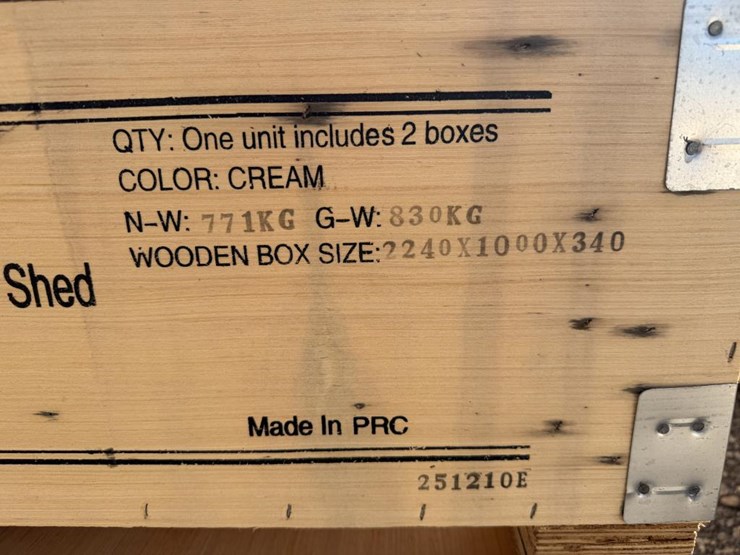 QTY: One unit includes 2 boxes
COLOR: CREAM
N-W: 771KG G-W: 830KG
WOODEN BOX SIZE:2240X1000X340
Shed
Made In PRC
251210E